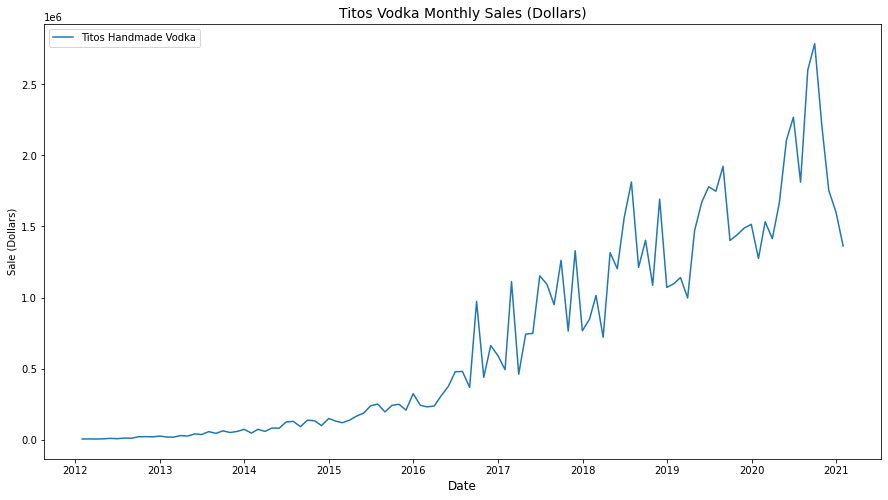 Titos Vodka Monthly Sales (Dollars)
1e6
Titos Handmade Vodka
2.5
2.0
1.5
1.0
0.5
0.0
Sale (Dollars)
2012 2013 2014 2015 2016 2017 2018 2019 2020 2021
Date